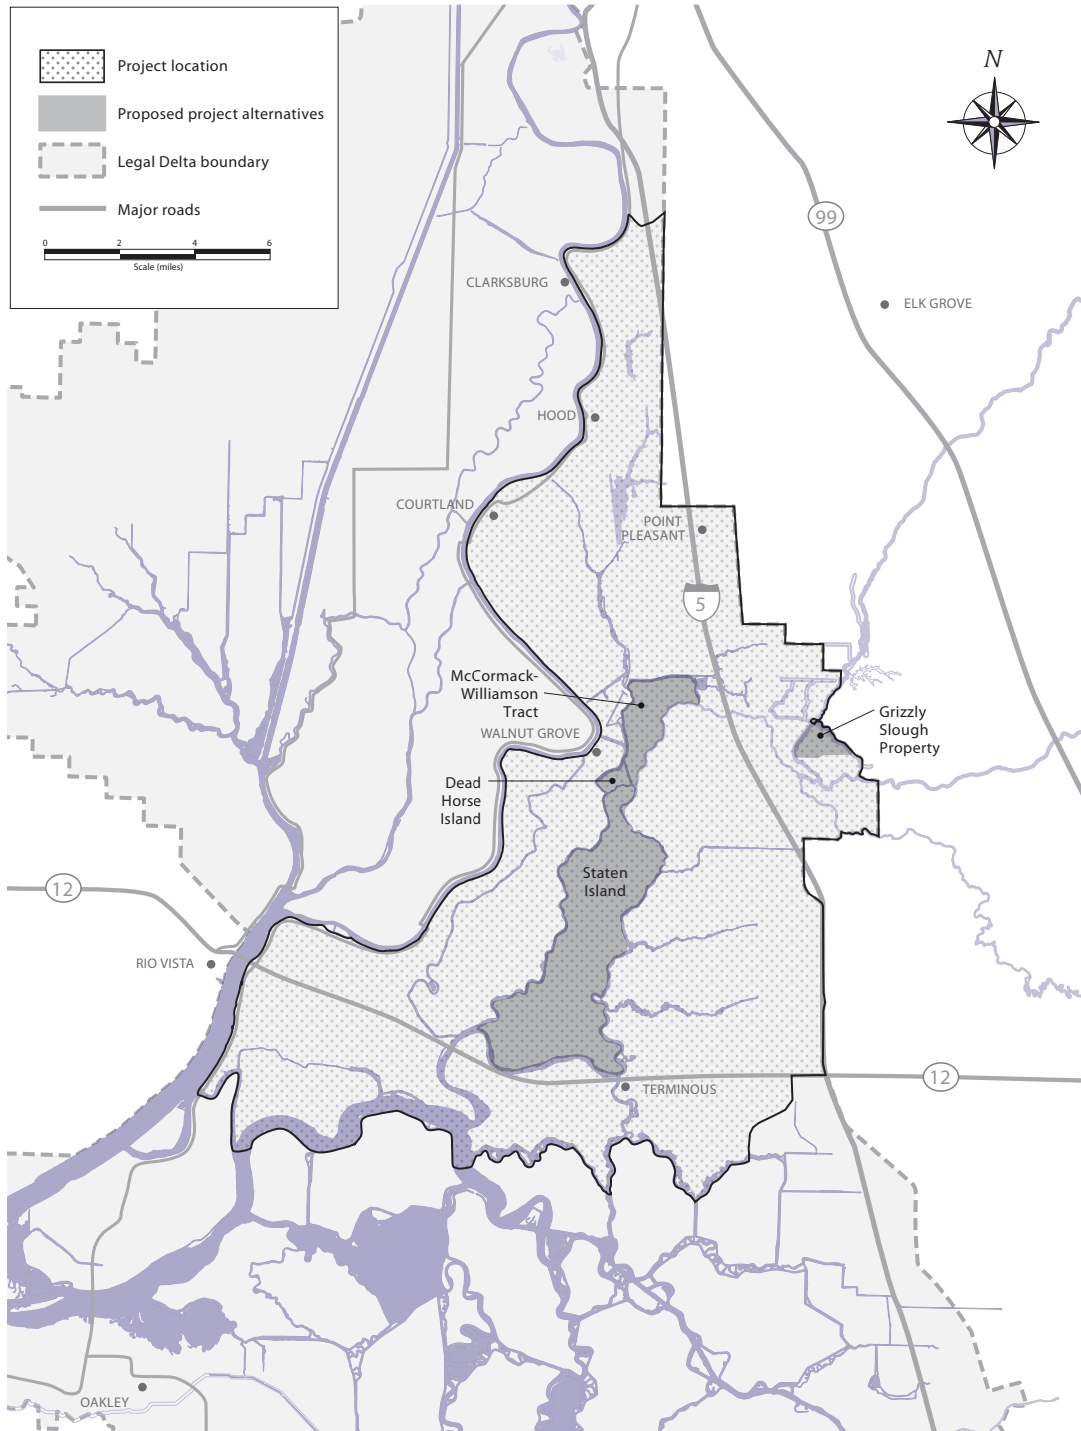 Project location
Proposed project alternatives
Legal Delta boundary
Major roads
0 2 4 6
Scale (miles)
N
99
ELK GROVE
CLARKSBURG
HOOD
COURTLAND
POINT
PLEASANT
5
McCormack-
Williamson
Tract
WALNUT GROVE
Grizzly
Slough
Property
Dead
Horse
Island
Staten
Island
12
RIO VISTA
12
TERMINOUS
OAKLEY